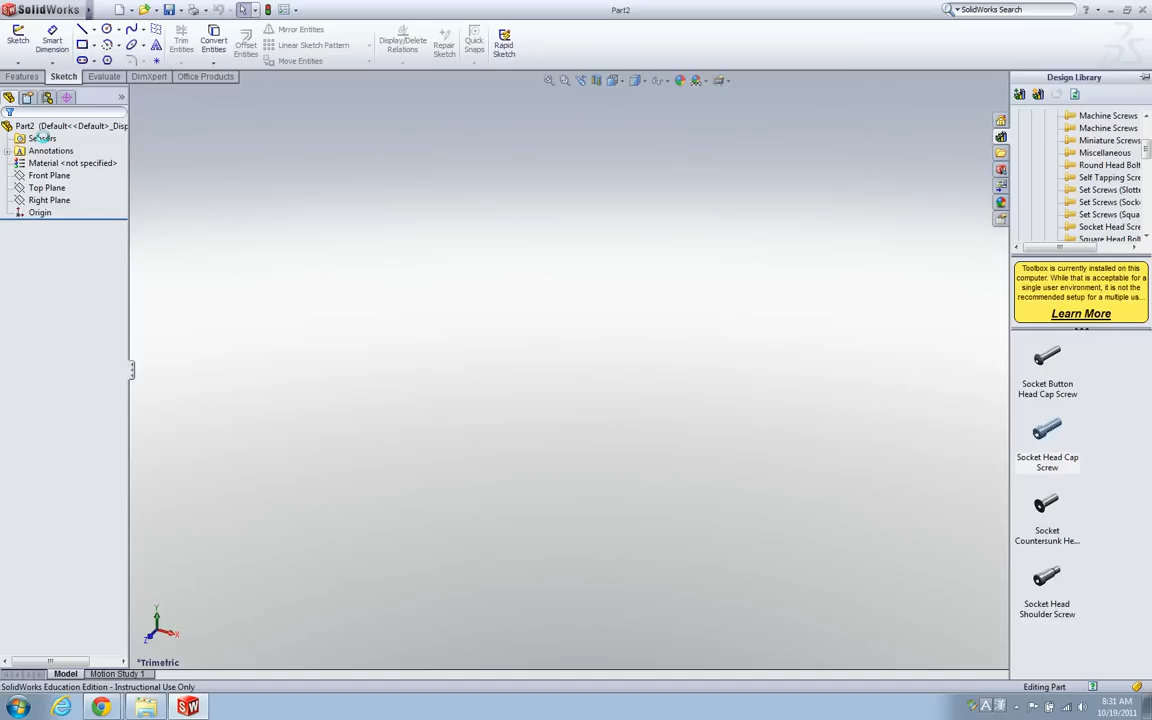 SolidWorks
Part2
SolidWorks Search
Sketch
Smart
Dimension
Trim
Entities
Convert
Entities
Offset
Entities
Mirror Entities
Linear Sketch Pattern
Move Entities
Display/Delete
Relations
Repair
Sketch
Quick
Snaps
Rapid
Sketch
Features
Sketch
Evaluate
DimXpert
Office Products
Part2 (Default<<Default>_Disp
Sensors
Annotations
Material <not specified>
Front Plane
Top Plane
Right Plane
Origin
Design Library
Machine Screws
Machine Screws
Miniature Screws
Miscellaneous
Round Head Bolt
Self Tapping Scre
Set Screws (Slotte
Set Screws (Socke
Set Screws (Squa
Socket Head Scre
Square Head Bolt
Toolbox is currently installed on this
computer. While that is acceptable for a
single user environment, it is not the
recommended setup for a multiple us...
Learn More
Socket Button
Head Cap Screw
Socket Head Cap
Screw
Socket
Countersunk He...
Socket Head
Shoulder Screw
Y
X
Z
*Trimetric
Model
Motion Study 1
SolidWorks Education Edition - Instructional Use Only
Editing Part
8:31 AM
10/19/2011